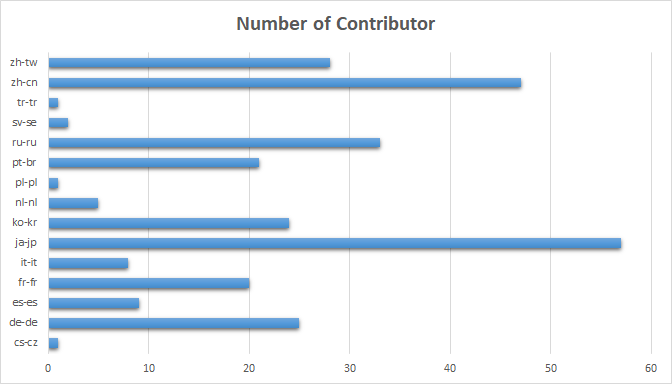 Number of Contributor
zh-tw
zh-cn
tr-tr
sv-se
ru-ru
pt-br
pl-pl
nl-nl
ko-kr
ja-jp
it-it
fr-fr
es-es
de-de
cs-cz
0 10 20 30 40 50 60